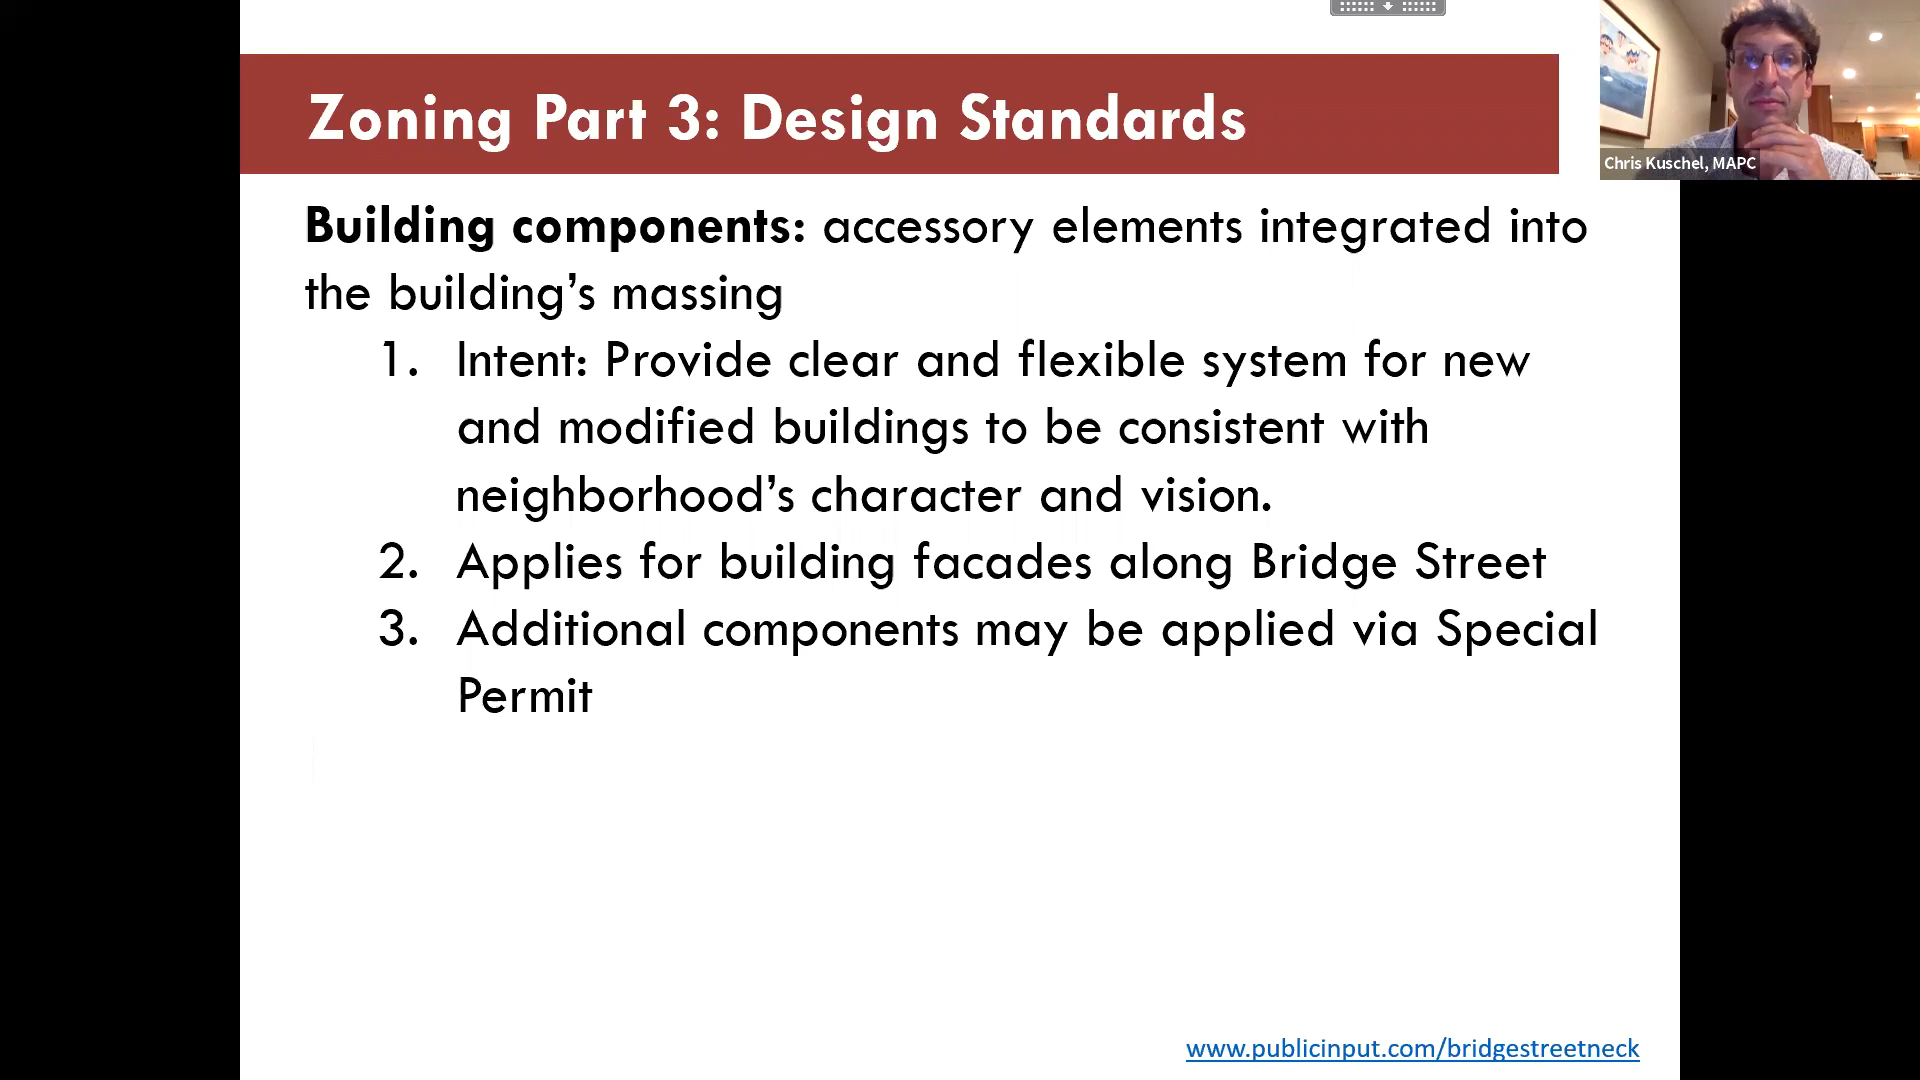 Zoning Part 3: Design Standards
Chris Kuschel, MAPC
Building components: accessory elements integrated into
the building’s massing
1. Intent: Provide clear and flexible system for new
and modified buildings to be consistent with
neighborhood’s character and vision.
2. Applies for building facades along Bridge Street
3. Additional components may be applied via Special
Permit
www.publicinput.com/bridgestreetneck